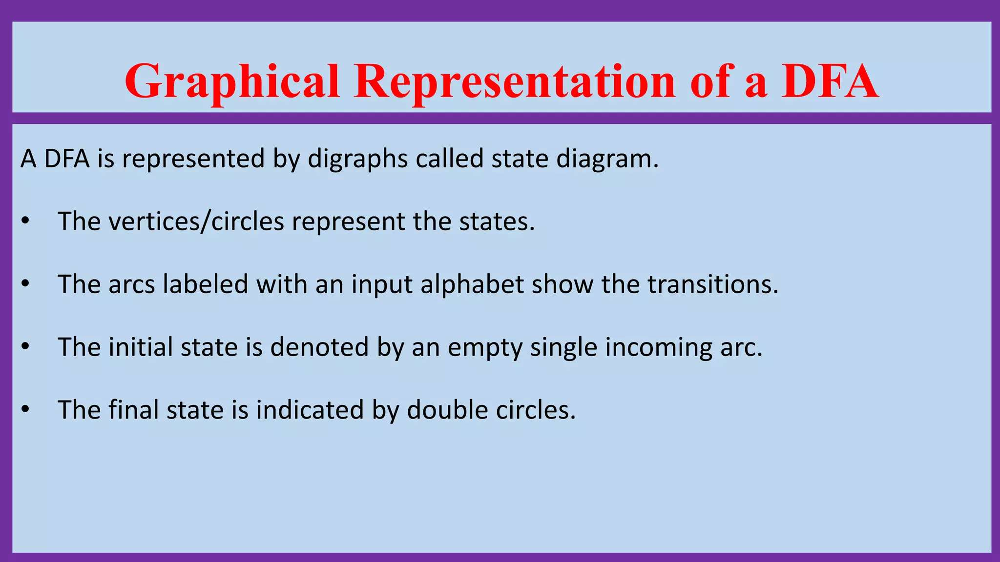 Graphical Representation of a DFA
A DFA is represented by digraphs called state diagram.
• The vertices/circles represent the states.
• The arcs labeled with an input alphabet show the transitions.
• The initial state is denoted by an empty single incoming arc.
• The final state is indicated by double circles.